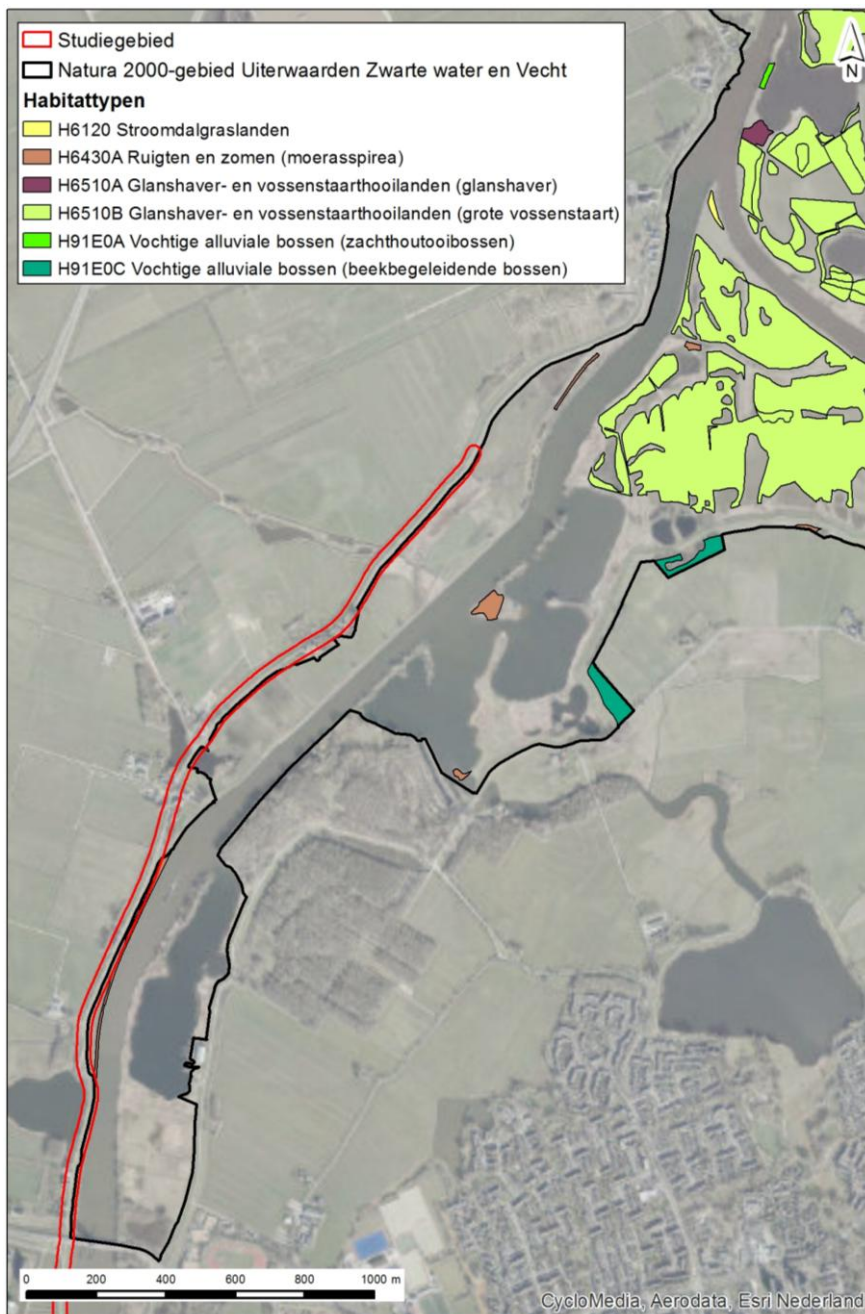 Studiegebied
Natura 2000-gebied Uiterwaarden Zwarte water en Vecht
Habitattypen
H6120 Stroomdalgraslanden
H6430A Ruigten en zomen (moerasspirea)
H6510A Glanshaver- en vossenstaarthooilanden (glanshaver)
H6510B Glanshaver- en vossenstaarthooilanden (grote vossenstaart)
H91E0A Vochtige alluviale bossen (zachthoutooibossen)
H91E0C Vochtige alluviale bossen (beekbegeleidende bossen)
N
0 200 400 600 800 1000 m
CycloMedia, Aerodata, Esri Nederland